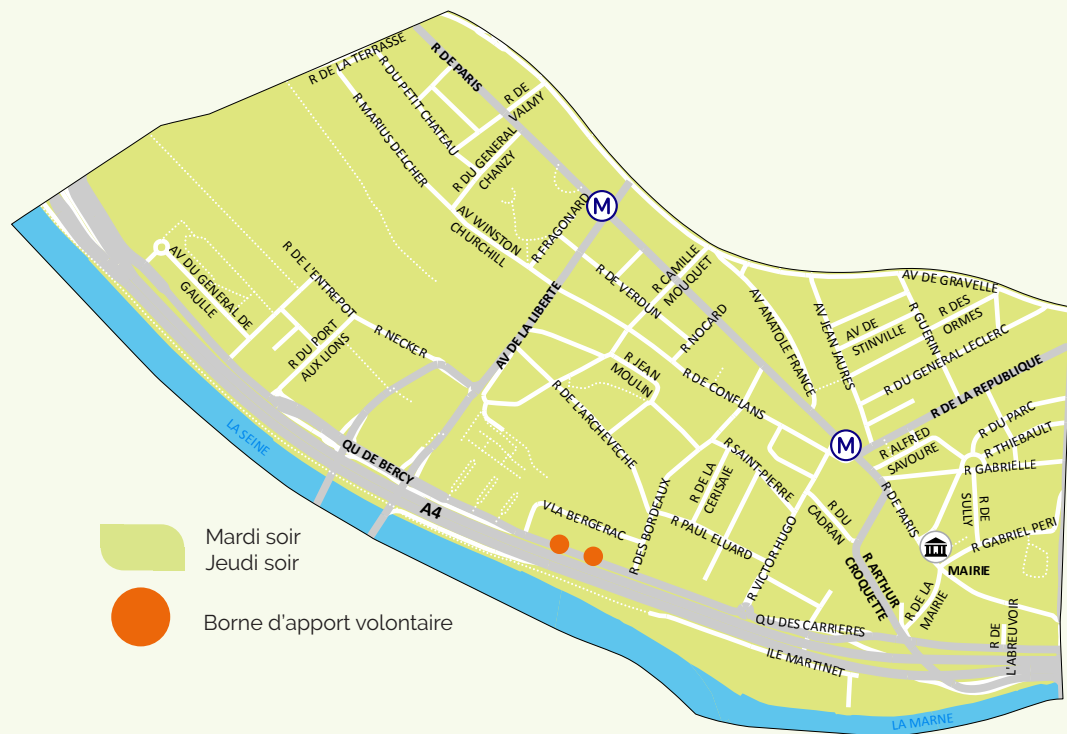 R DE LA TERRASSE
R DE PARIS
R DU PETIT CHATEAU
R DE
VALMY
R MARIUS DELCHER
R DU GENERAL
CHANZY
M
AV WINSTON
CHURCHILL
R FRAGONARD
AV DU GENERAL DE
GAULLE
R DE L'ENTREPOT
R DE VERDUN
R CAMILLE
MOUQUET
AV DE GRAVELLE
AV DE LA LIBERTE
R NOCARD
AV ANATOLE FRANCE
AV JEAN JAURES
AV DE
STINVILLE
R GUERIN
R DES
ORMES
R DU PORT
AUX LIONS
R NECKER
R JEAN
MOULIN
R DE CONFLANS
R DU GENERAL LECLERC
R DE LA REPUBLIQUE
R DE L'ARCHEVECHE
M
R ALFRED
SAVOURE
R DU PARC
R THIEBAULT
R GABRIELLE
LA SEINE
QU DE BERCY
A4
R DES BORDEAUX
R DE LA
CERISAIE
R SAINT-PIERRE
R DU
CADRAN
R DE PARIS
R DE
SULLY
VLA BERGERAC
R PAUL ELUARD
R VICTOR HUGO
R ARTHUR
CROQUETTE
R GABRIEL PERI
MAIRIE
R DE LA
MAIRIE
QU DES CARRIERES
R DE
L'ABREUVOIR
ILE MARTINET
LA MARNE
Mardi soir
Jeudi soir
Borne d'apport volontaire